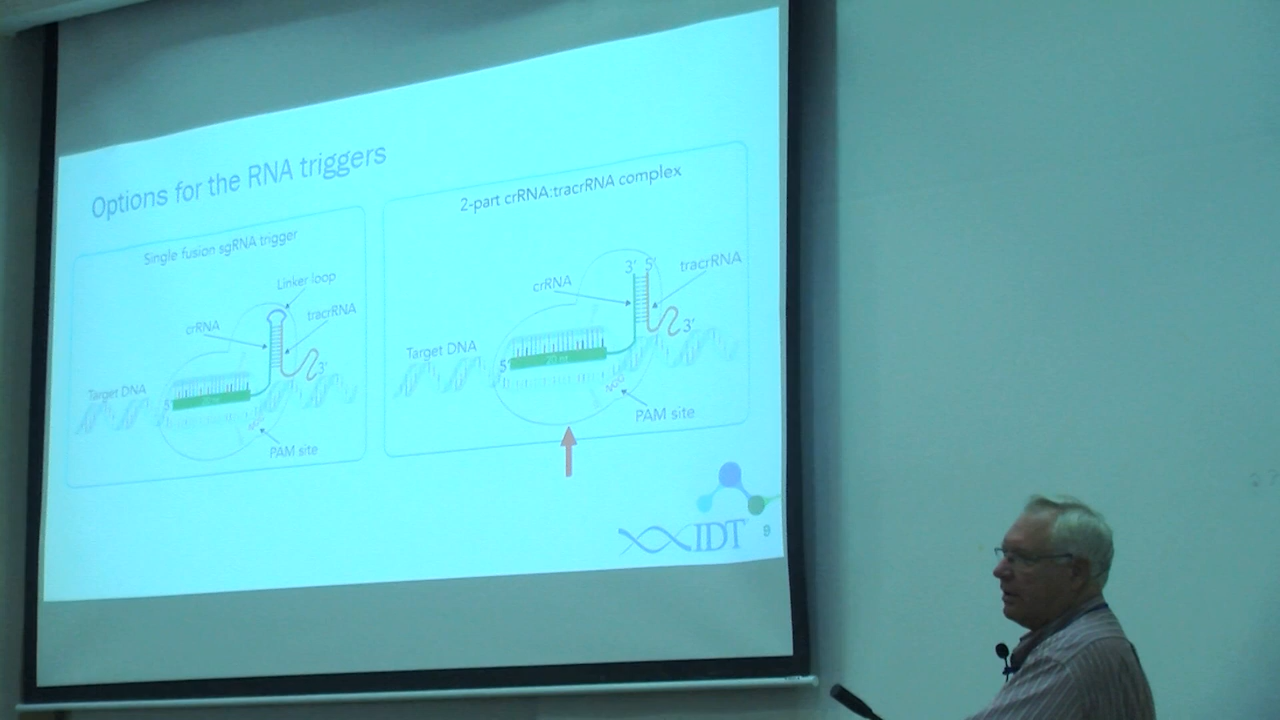 Options for the RNA triggers
Single fusion sgRNA trigger
Linker loop
crRNA
tracrRNA
3'
Target DNA
5'
PAM site
2-part crRNA:tracrRNA complex
3' 5'
crRNA
tracrRNA
3'
Target DNA
5'
20 nt
NGG
PAM site
IDT